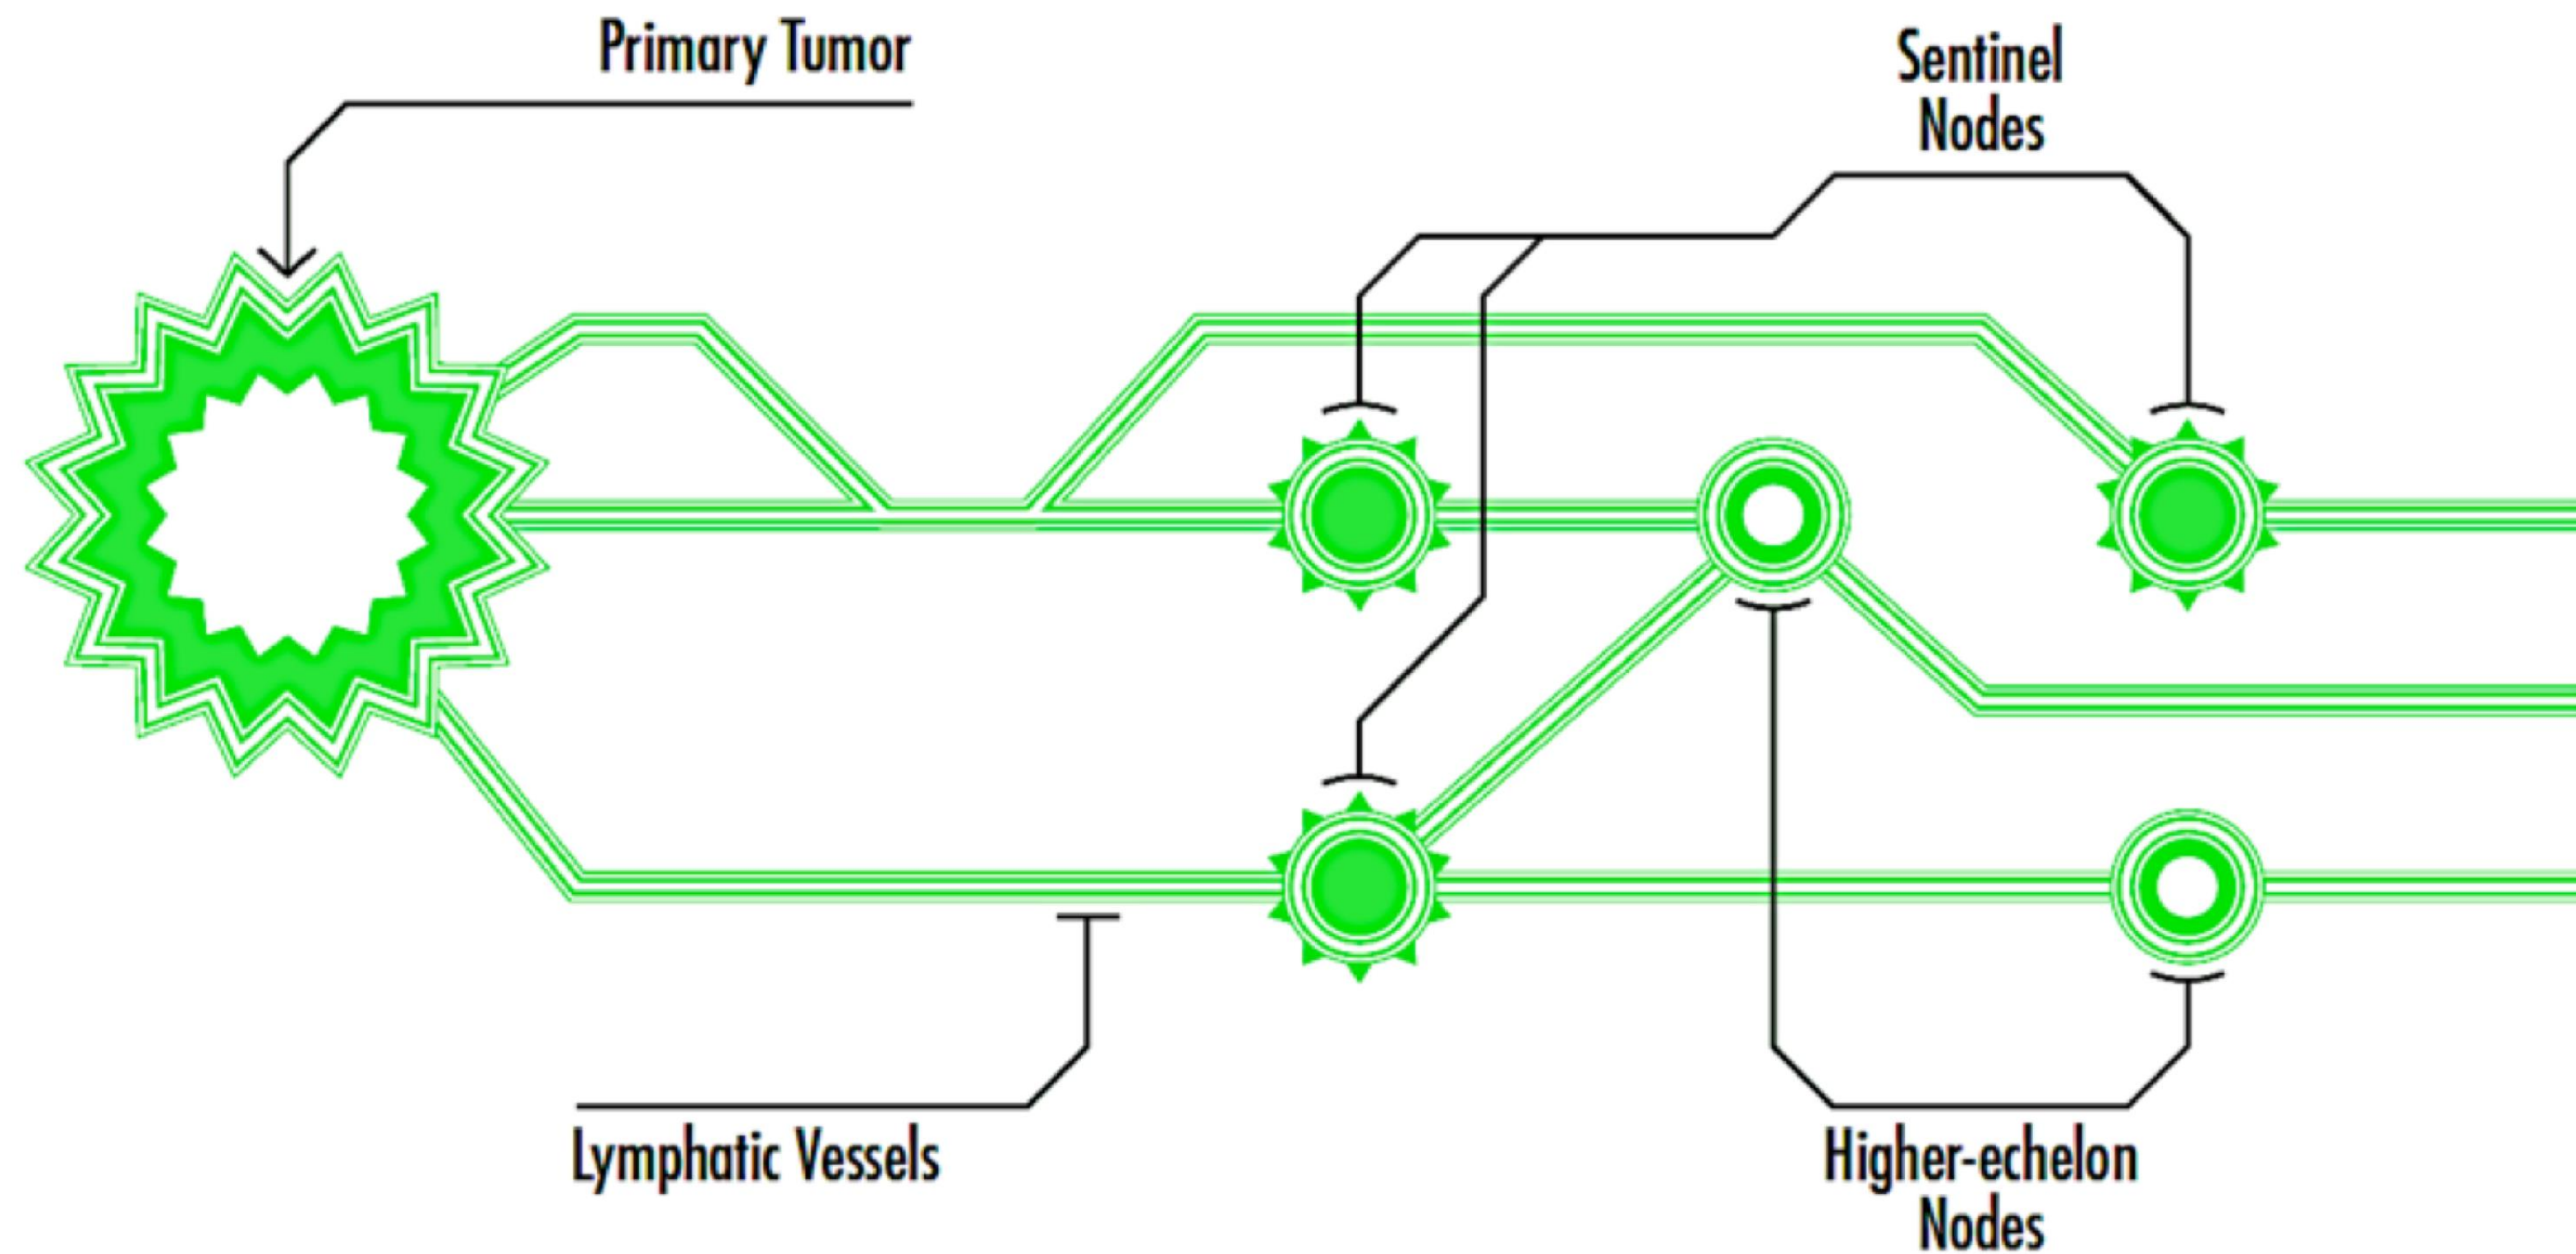 Primary Tumor
Sentinel
Nodes
Lymphatic Vessels
Higher-echelon
Nodes